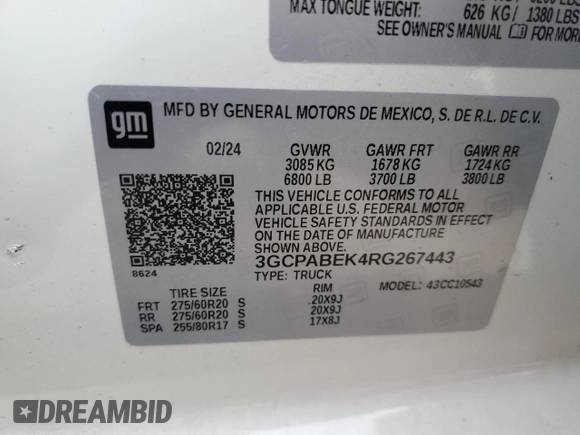 MAX TONGUE WEIGHT: 626 KG / 1380 LBS
SEE OWNER'S MANUAL FOR MORE
gm
MFD BY GENERAL MOTORS DE MEXICO, S. DE R.L. DE C.V.
02/24 GVWR GAWR FRT GAWR RR
3085 KG 1678 KG 1724 KG
6800 LB 3700 LB 3800 LB
THIS VEHICLE CONFORMS TO ALL
APPLICABLE U.S. FEDERAL MOTOR
VEHICLE SAFETY STANDARDS IN EFFECT
ON THE DATE OF MANUFACTURE
SHOWN ABOVE.
8624 3GCPABEK4RG267443
TYPE: TRUCK MODEL: 43CC10543
TIRE SIZE RIM
FRT 275/60R20 S 20X9J
RR 275/60R20 S 20X9J
SPA 255/80R17 S 17X8J
DREAMBID